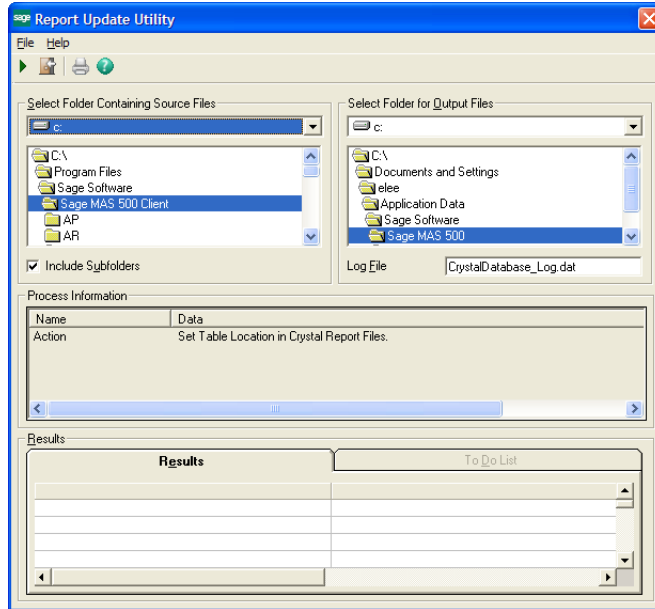 sage Report Update Utility
File Help
Select Folder Containing Source Files
c:
C:\
Program Files
Sage Software
Sage MAS 500 Client
AP
AR
Include Subfolders
Select Folder for Output Files
c:
C:\
Documents and Settings
elee
Application Data
Sage Software
Sage MAS 500
Log File CrystalDatabase_Log.dat
Process Information
Name Data
Action Set Table Location in Crystal Report Files.
Results
Results To Do List